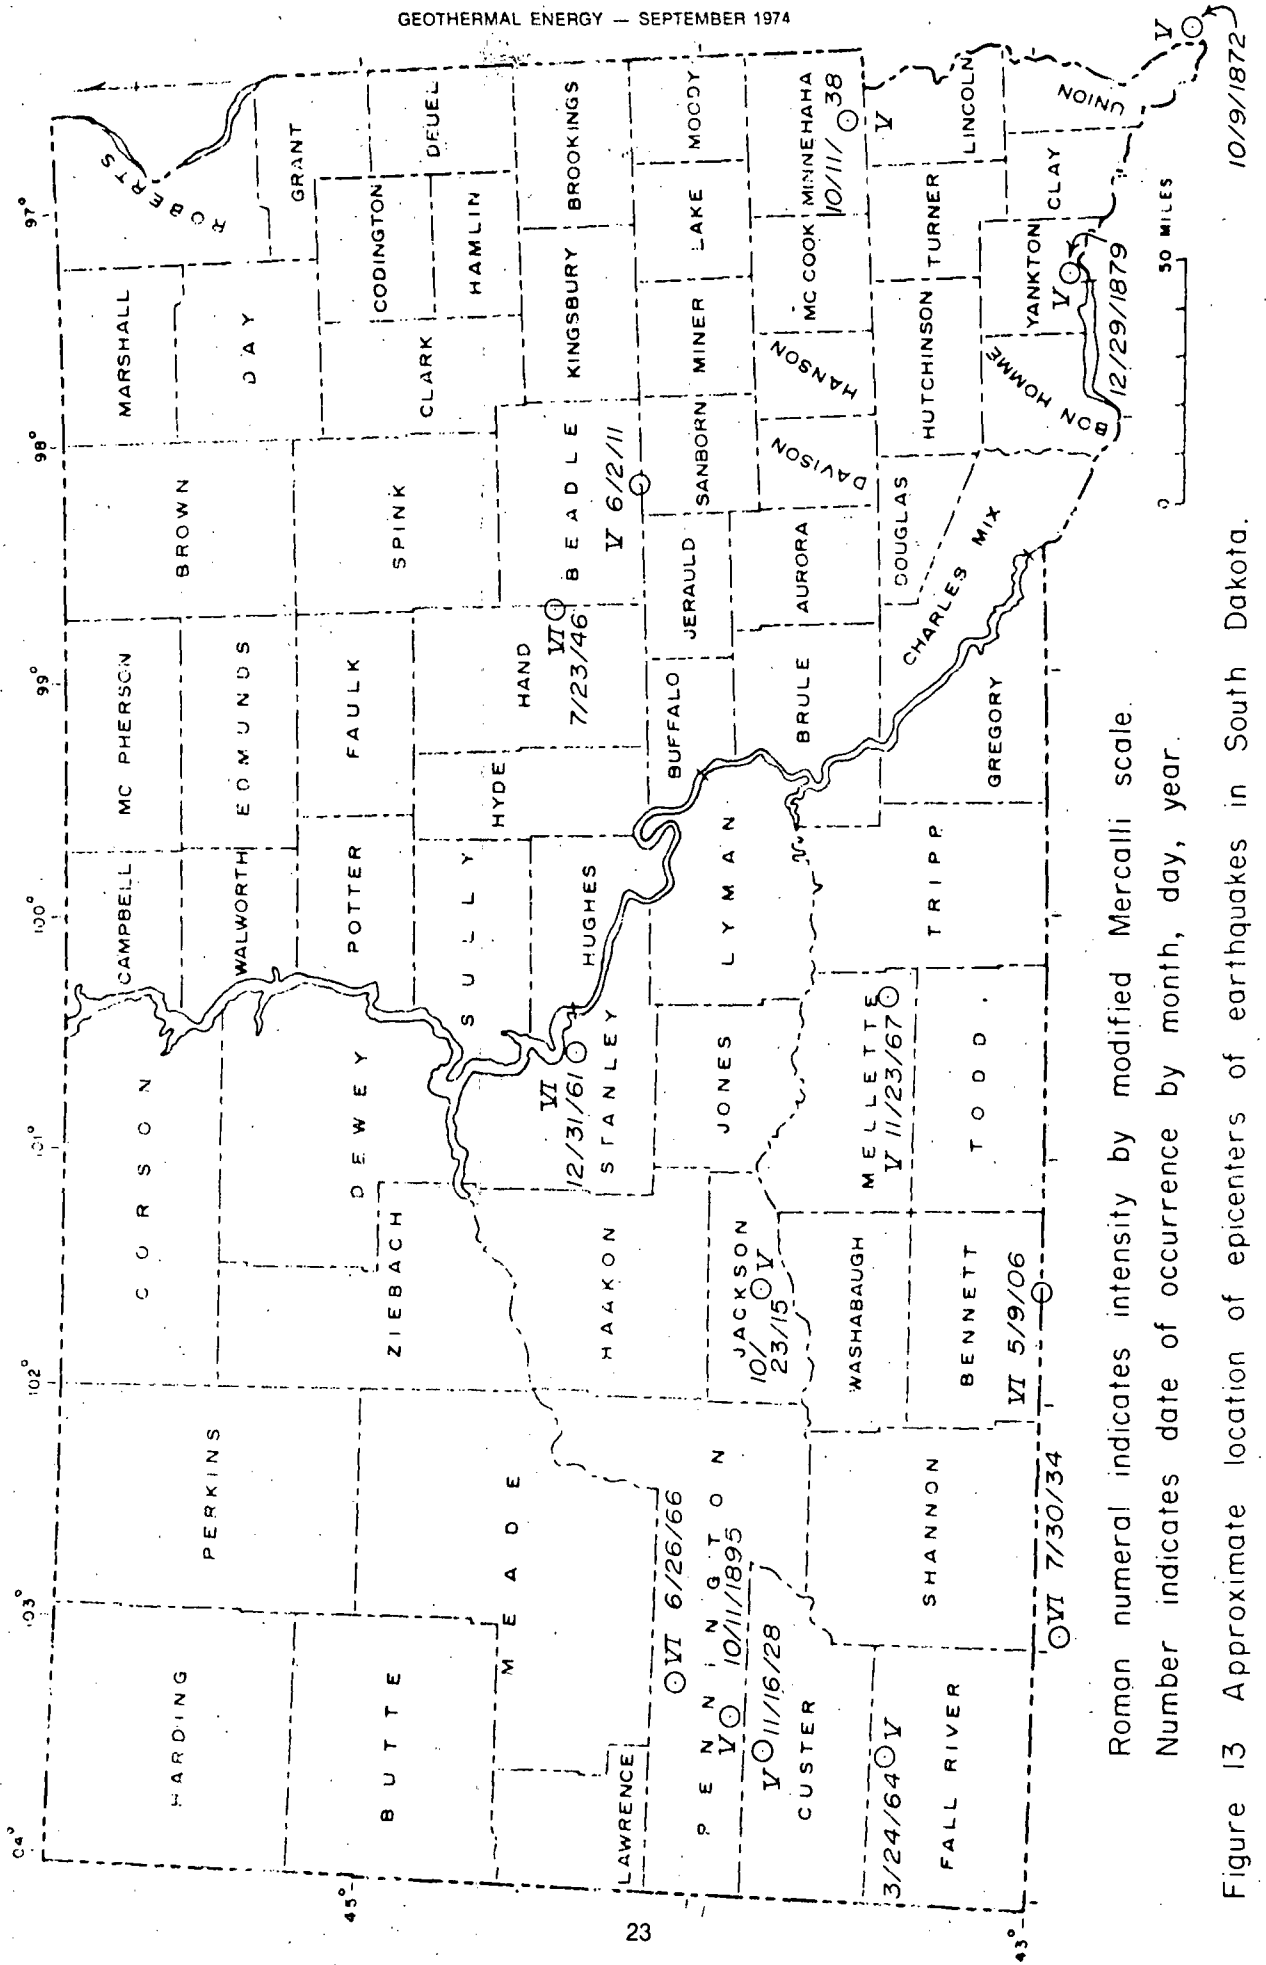 GEOTHERMAL ENERGY — SEPTEMBER 1974
103°
102°
100°
99°
98°
97°
45°
43°
HARDING
PERKINS
CORSON
CAMPBELL
MC PHERSON
BROWN
MARSHALL
ROBERTS
DAY
GRANT
WALWORTH
EDMUNDS
BUTTE
MEADE
ZIEBACH
DEWEY
POTTER
FAULK
SPINK
CLARK
CODINGTON
DEUEL
HAMLIN
SULLY
HYDE
HAND
VI
7/23/46
BEADLE
V 6/2/11
KINGSBURY
BROOKINGS
LAWRENCE
HAAKON
STANLEY
VI
12/31/61
HUGHES
PENNINGTON
VI 6/26/66
V 10/11/1895
JACKSON
10/
23/15 V
JONES
LYMAN
BUFFALO
JERAULD
SANBORN
MINER
LAKE
MOODY
CUSTER
V 11/16/28
WASHABAUGH
MELLETTE
V 11/23/67
BRULE
AURORA
DAVISON
HANSON
MC COOK
MINNEHAHA
10/11/38
V
FALL RIVER
3/24/64 V
SHANNON
BENNETT
VI 5/9/06
TODD
TRIPP
GREGORY
CHARLES MIX
DOUGLAS
HUTCHINSON
TURNER
LINCOLN
BON HOMME
YANKTON
V
12/29/1879
CLAY
UNION
V
10/9/1872
VI 7/30/34
0 50 MILES
Roman numeral indicates intensity by modified Mercalli scale.
Number indicates date of occurrence by month, day, year.
Figure 13 Approximate location of epicenters of earthquakes in South Dakota.
23